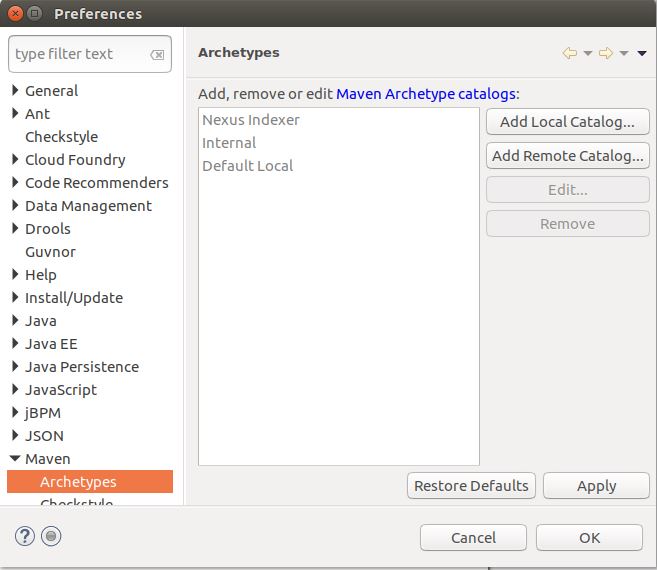 Preferences
type filter text
General
Ant
Checkstyle
Cloud Foundry
Code Recommenders
Data Management
Drools
Guvnor
Help
Install/Update
Java
Java EE
Java Persistence
JavaScript
jBPM
JSON
Maven
Archetypes
Checkstyle
Archetypes
Add, remove or edit Maven Archetype catalogs:
Nexus Indexer
Internal
Default Local
Add Local Catalog...
Add Remote Catalog...
Edit...
Remove
Restore Defaults
Apply
?
Cancel
OK